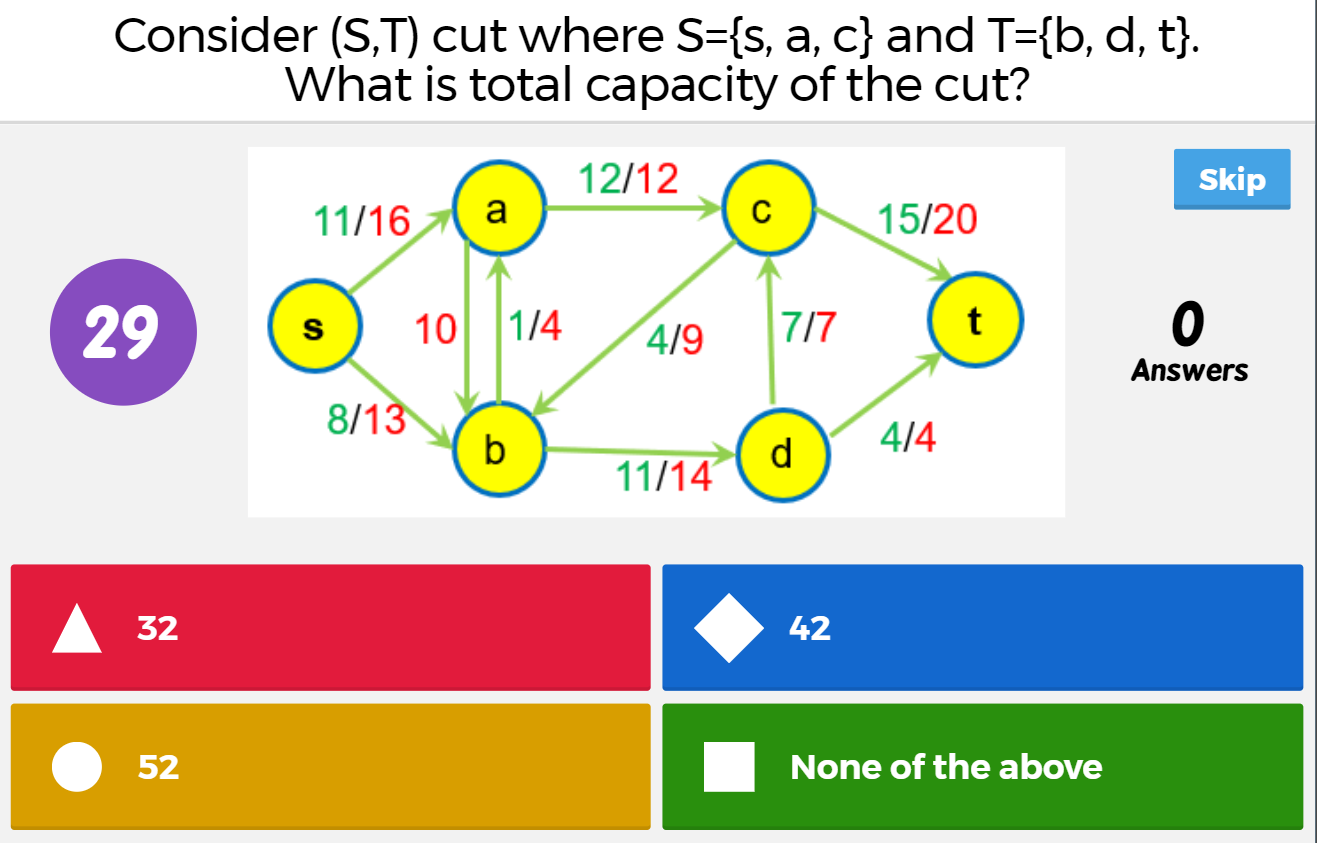 Consider (S,T) cut where S={s, a, c} and T={b, d, t}.
What is total capacity of the cut?
Skip
29
0
Answers
12/12
a
c
11/16
15/20
s
10
1/4
4/9
7/7
t
8/13
b
d
11/14
4/4
32
42
52
None of the above